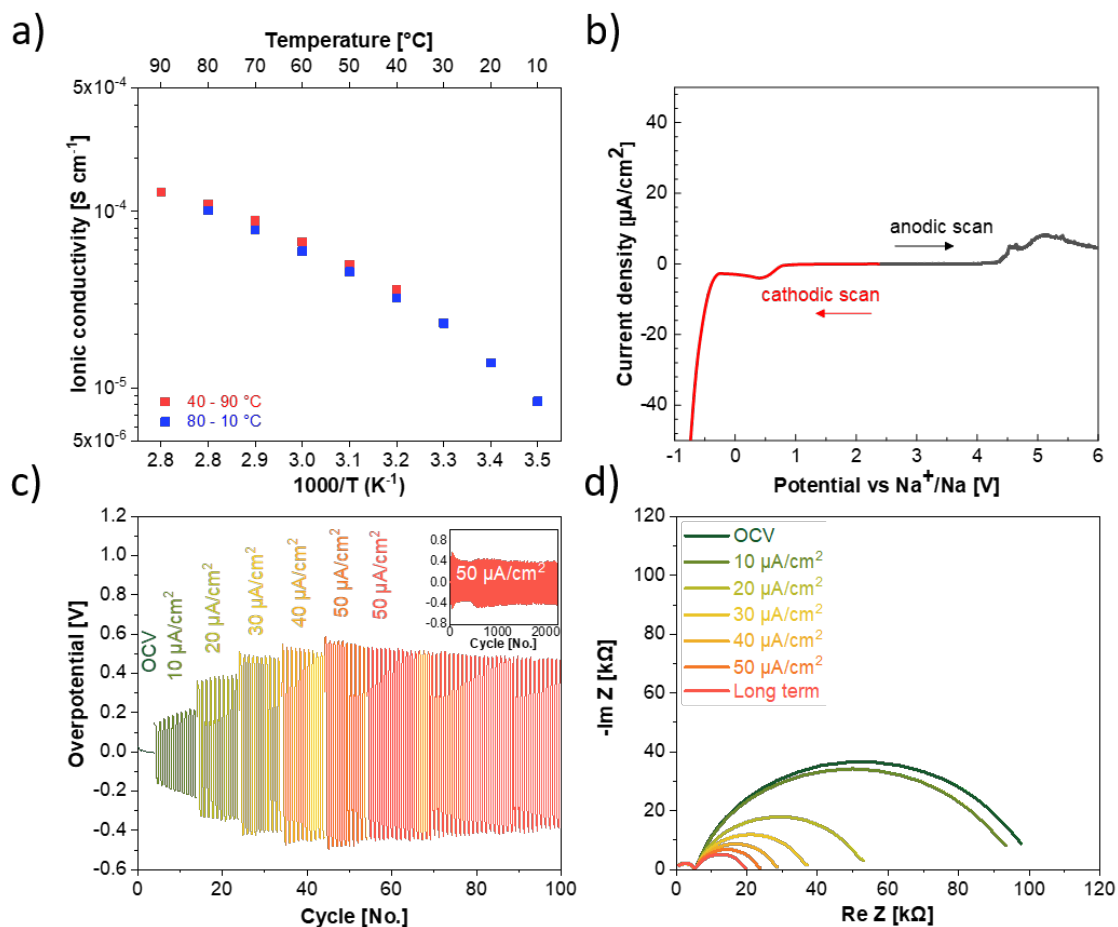 a)
Temperature [°C]
90 80 70 60 50 40 30 20 10
5x10⁻⁴
10⁻⁴
10⁻⁵
5x10⁻⁶
Ionic conductivity [S cm⁻¹]
40 - 90 °C
80 - 10 °C
2.8 2.8 2.9 3.0 3.1 3.2 3.3 3.4 3.5
1000/T (K⁻¹)
b)
40
20
0
-20
-40
Current density [µA/cm²]
anodic scan
cathodic scan
-1 0 1 2 3 4 5 6
Potential vs Na⁺/Na [V]
c)
1.2
1.0
0.8
0.6
0.4
0.2
0.0
-0.2
-0.4
-0.6
Overpotential [V]
OCV
10 µA/cm²
20 µA/cm²
30 µA/cm²
40 µA/cm²
50 µA/cm²
50 µA/cm²
0.8
0.4
0.0
-0.4
-0.8
50 µA/cm²
0 1000 2000
Cycle [No.]
0 20 40 60 80 100
Cycle [No.]
d)
120
100
80
60
40
20
0
-Im Z [kΩ]
OCV
10 µA/cm²
20 µA/cm²
30 µA/cm²
40 µA/cm²
50 µA/cm²
Long term
0 20 40 60 80 100 120
Re Z [kΩ]